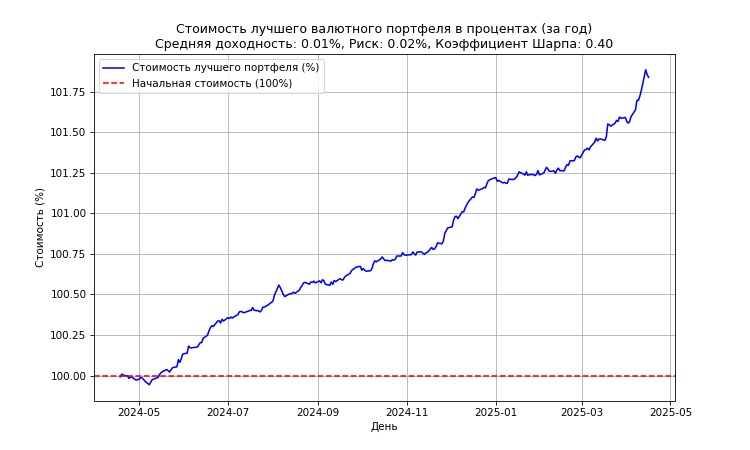 Стоимость лучшего валютного портфеля в процентах (за год)
Средняя доходность: 0.01%, Риск: 0.02%, Коэффициент Шарпа: 0.40
Стоимость лучшего портфеля (%)
Начальная стоимость (100%)
Стоимость (%)
101.75
101.50
101.25
101.00
100.75
100.50
100.25
100.00
2024-05
2024-07
2024-09
2024-11
2025-01
2025-03
2025-05
День